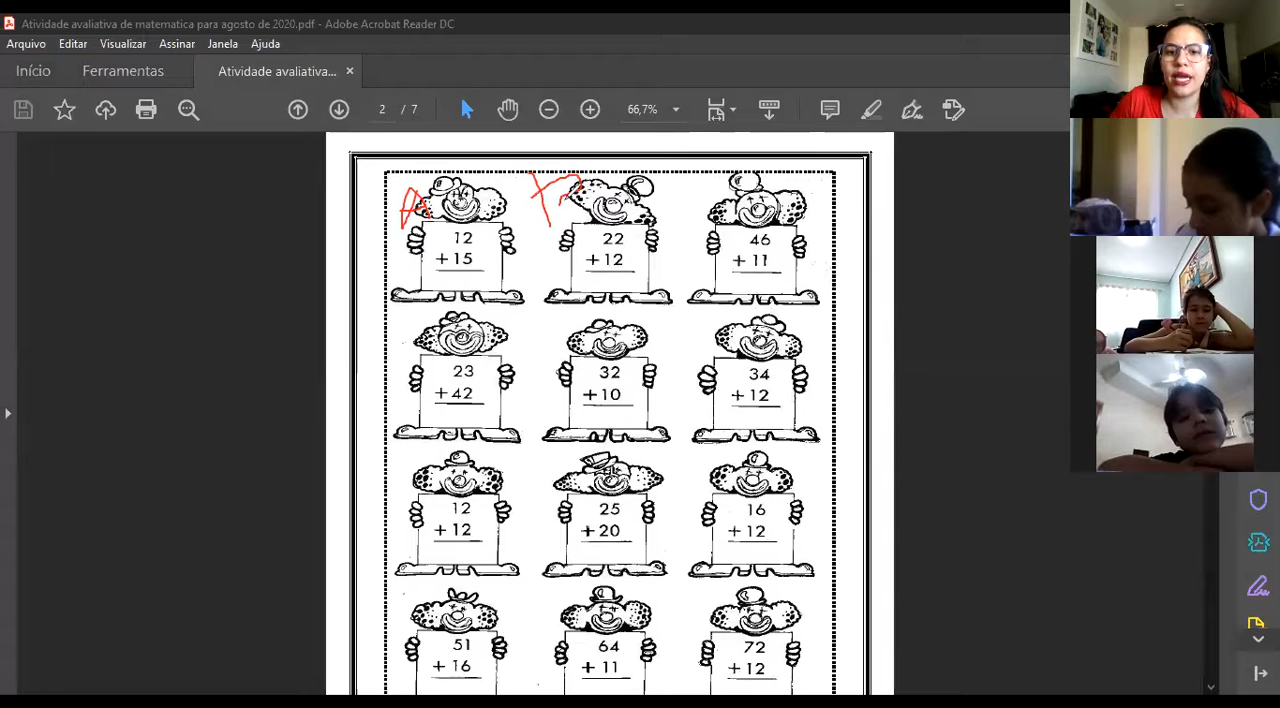 Atividade avaliativa de matematica para agosto de 2020.pdf - Adobe Acrobat Reader DC
Arquivo Editar Visualizar Assinar Janela Ajuda
Início Ferramentas Atividade avaliativa... ×
2 / 7 66,7%
A
12 22 46
+ 15 + 12 + 11
23 32 34
+ 42 + 10 + 12
12 25 16
+ 12 + 20 + 12
51 64 72
+ 16 + 11 + 12